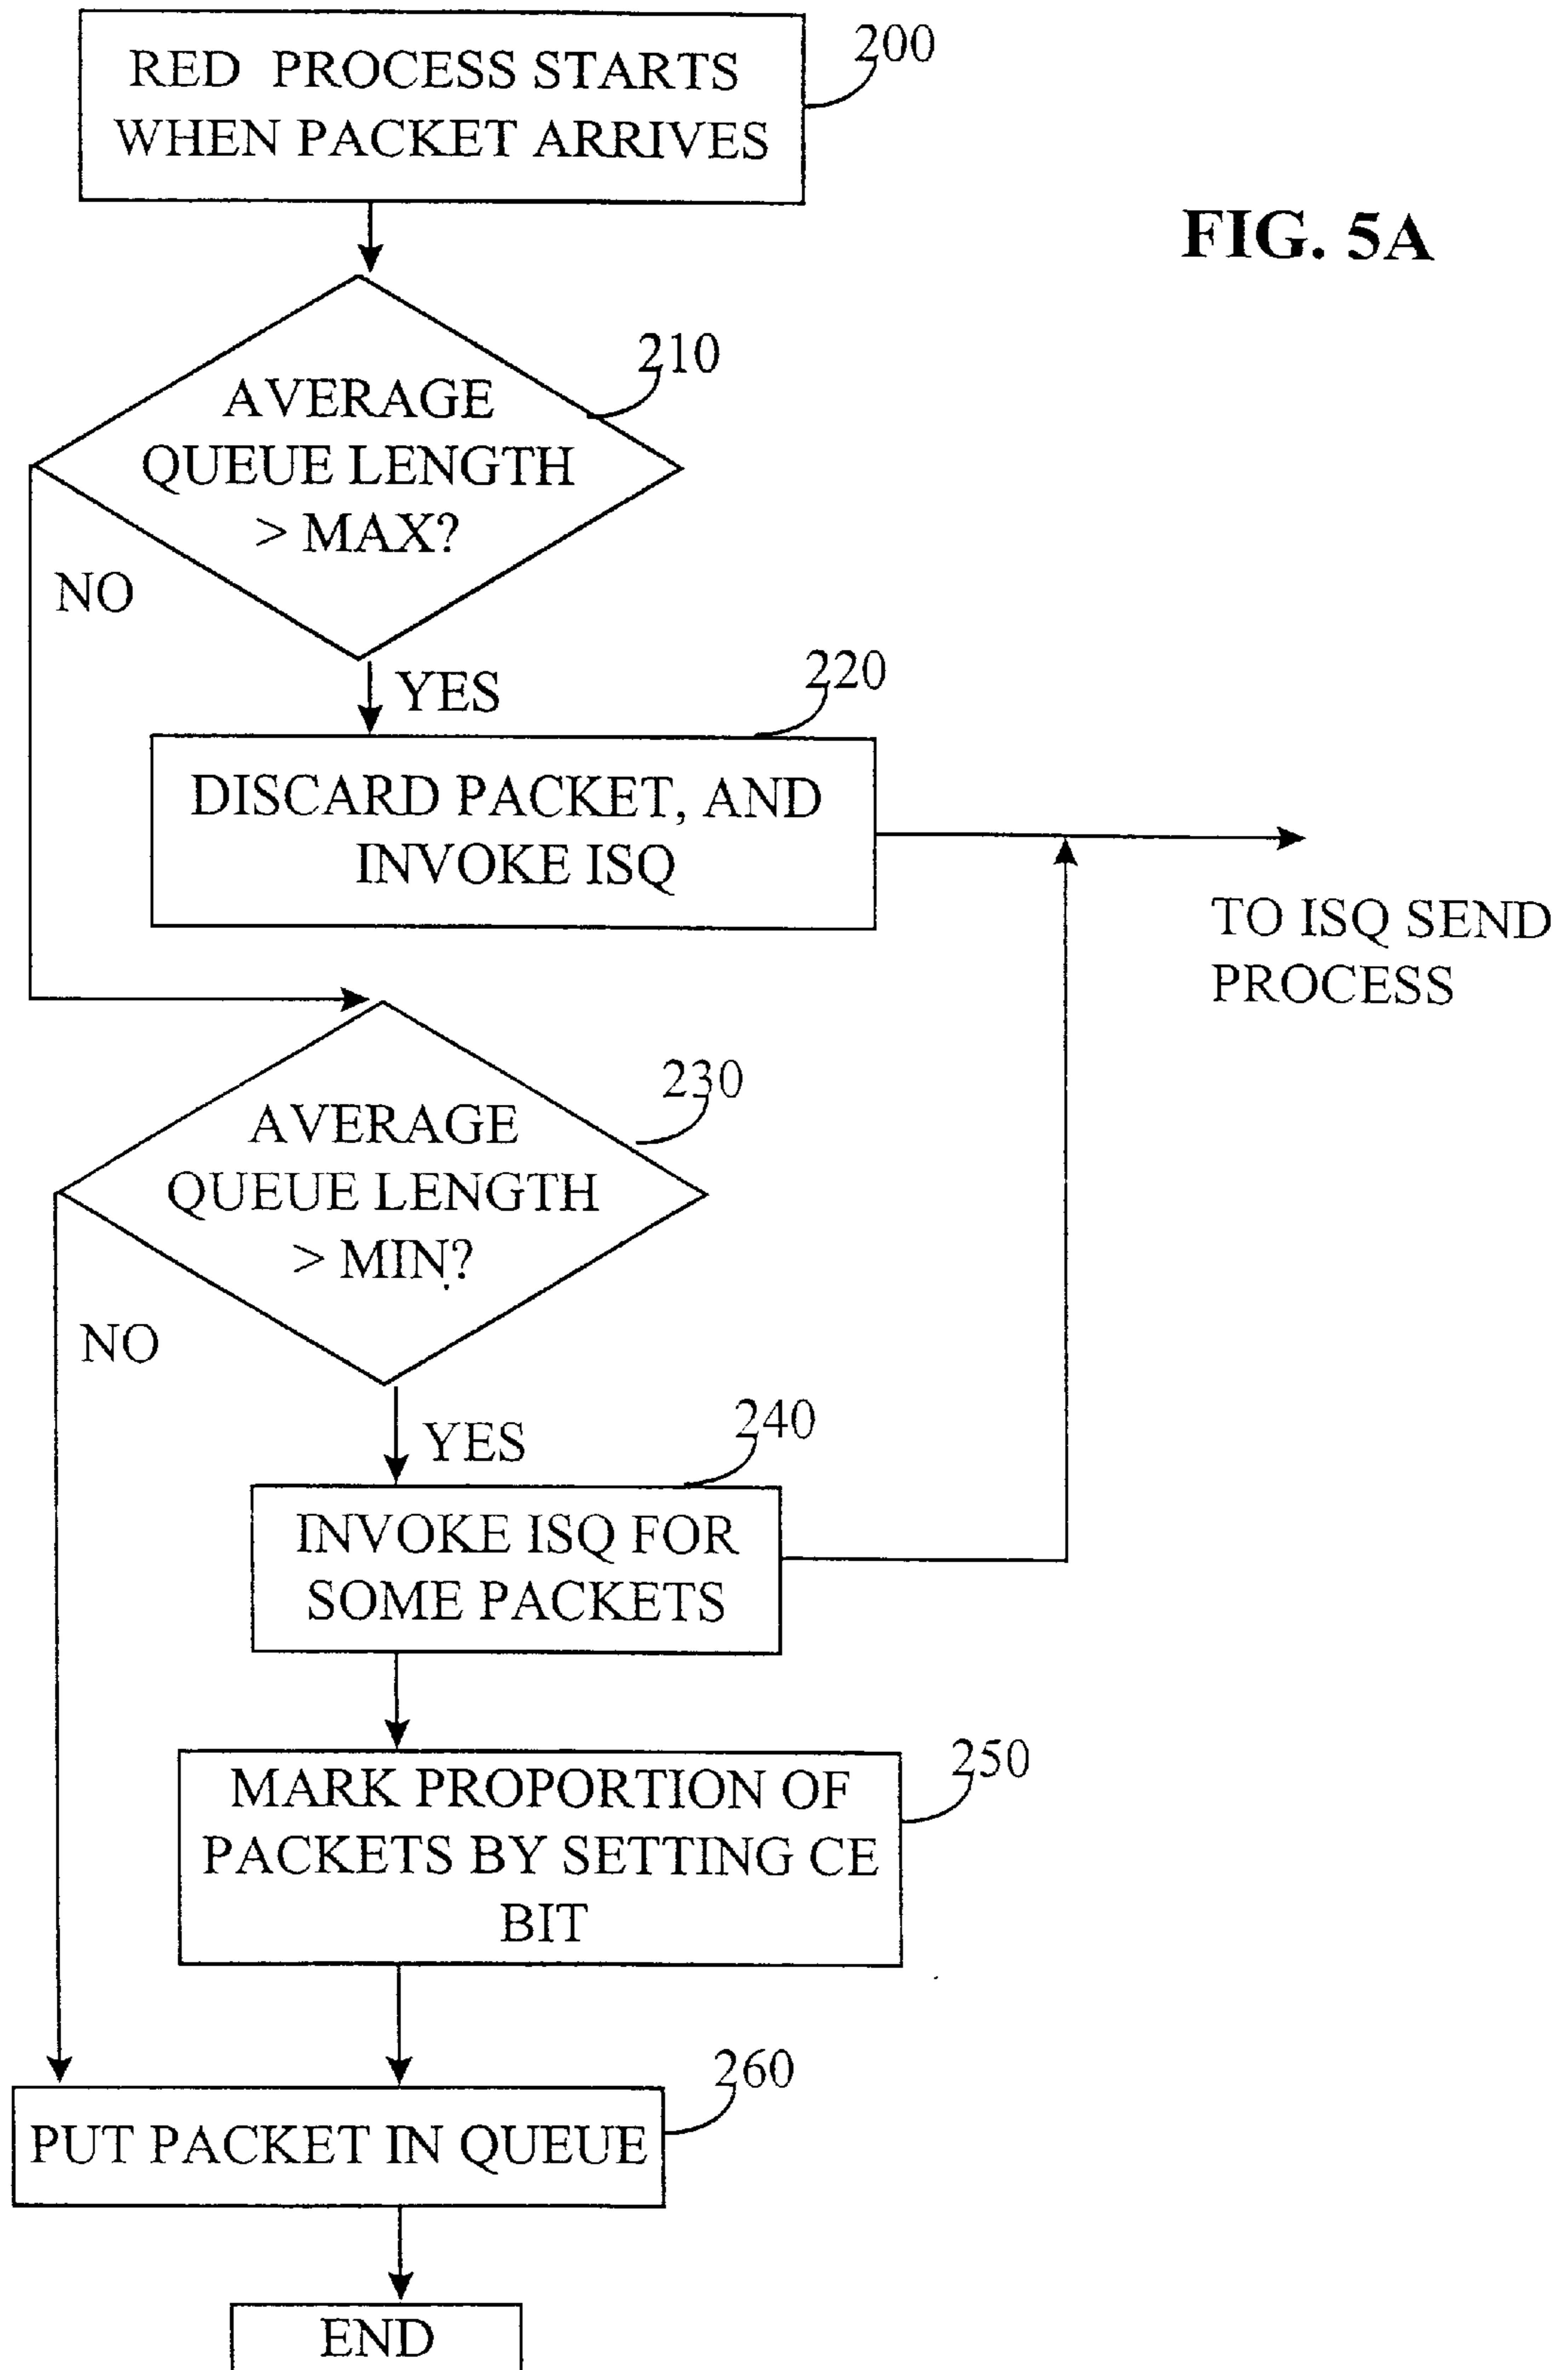 200
RED PROCESS STARTS
WHEN PACKET ARRIVES
FIG. 5A
210
AVERAGE
QUEUE LENGTH
> MAX?
NO
YES
220
DISCARD PACKET, AND
INVOKE ISQ
TO ISQ SEND
PROCESS
230
AVERAGE
QUEUE LENGTH
> MIN?
NO
YES
240
INVOKE ISQ FOR
SOME PACKETS
250
MARK PROPORTION OF
PACKETS BY SETTING CE
BIT
260
PUT PACKET IN QUEUE
END